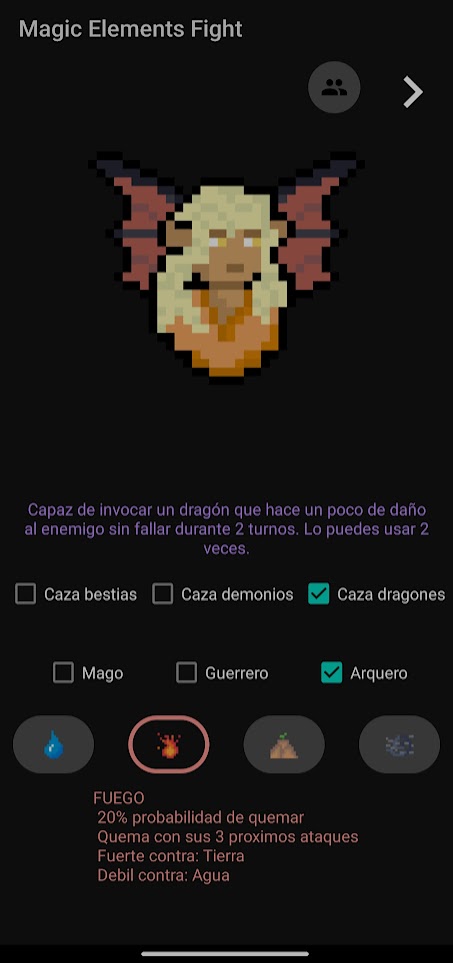 Magic Elements Fight
Capaz de invocar un dragón que hace un poco de daño
al enemigo sin fallar durante 2 turnos. Lo puedes usar 2
veces.
Caza bestias Caza demonios Caza dragones
Mago Guerrero Arquero
FUEGO
20% probabilidad de quemar
Quema con sus 3 proximos ataques
Fuerte contra: Tierra
Debil contra: Agua